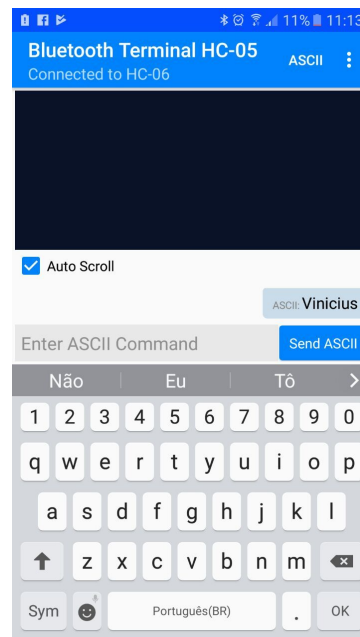 11% 11:13
Bluetooth Terminal HC-05
Connected to HC-06
ASCII
Auto Scroll
ASCII: Vinicius
Enter ASCII Command
Send ASCII
Não Eu Tô
1 2 3 4 5 6 7 8 9 0
q w e r t y u i o p
a s d f g h j k l
z x c v b n m
Sym Português(BR) . OK